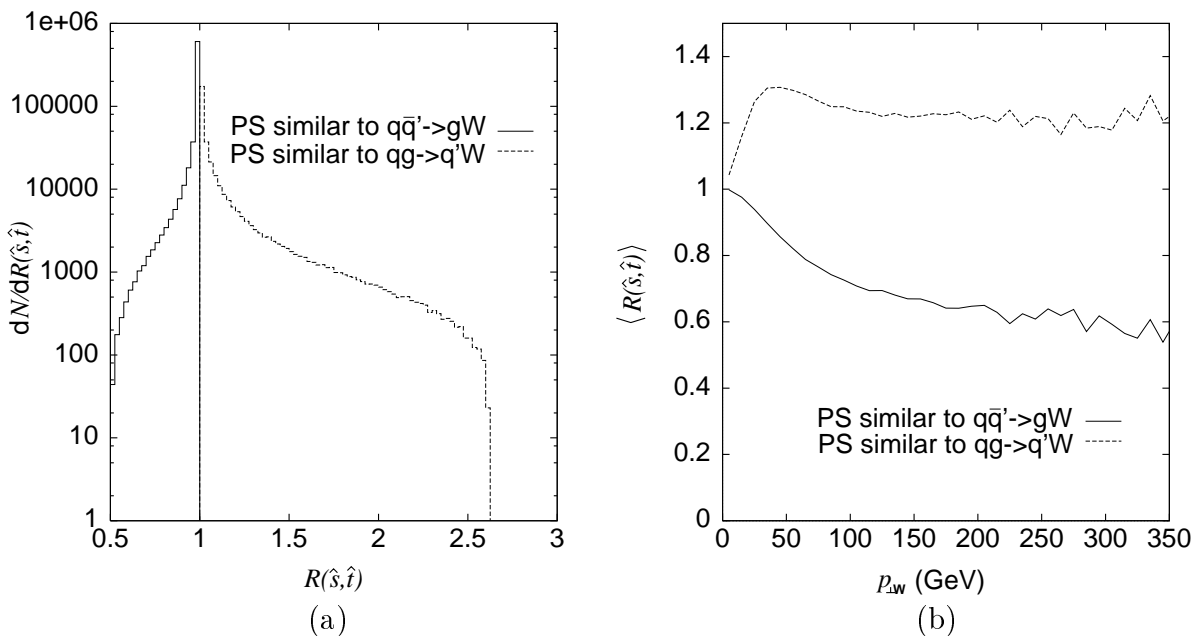 1e+06
100000
10000
1000
100
10
1
dN/dR(ŝ,t̂)
PS similar to qq̄'->gW
PS similar to qg->q'W
0.5 1 1.5 2 2.5 3
R(ŝ,t̂)
(a)
1.4
1.2
1
0.8
0.6
0.4
0.2
0
⟨R(ŝ,t̂)⟩
PS similar to qq̄'->gW
PS similar to qg->q'W
0 50 100 150 200 250 300 350
p⊥W (GeV)
(b)